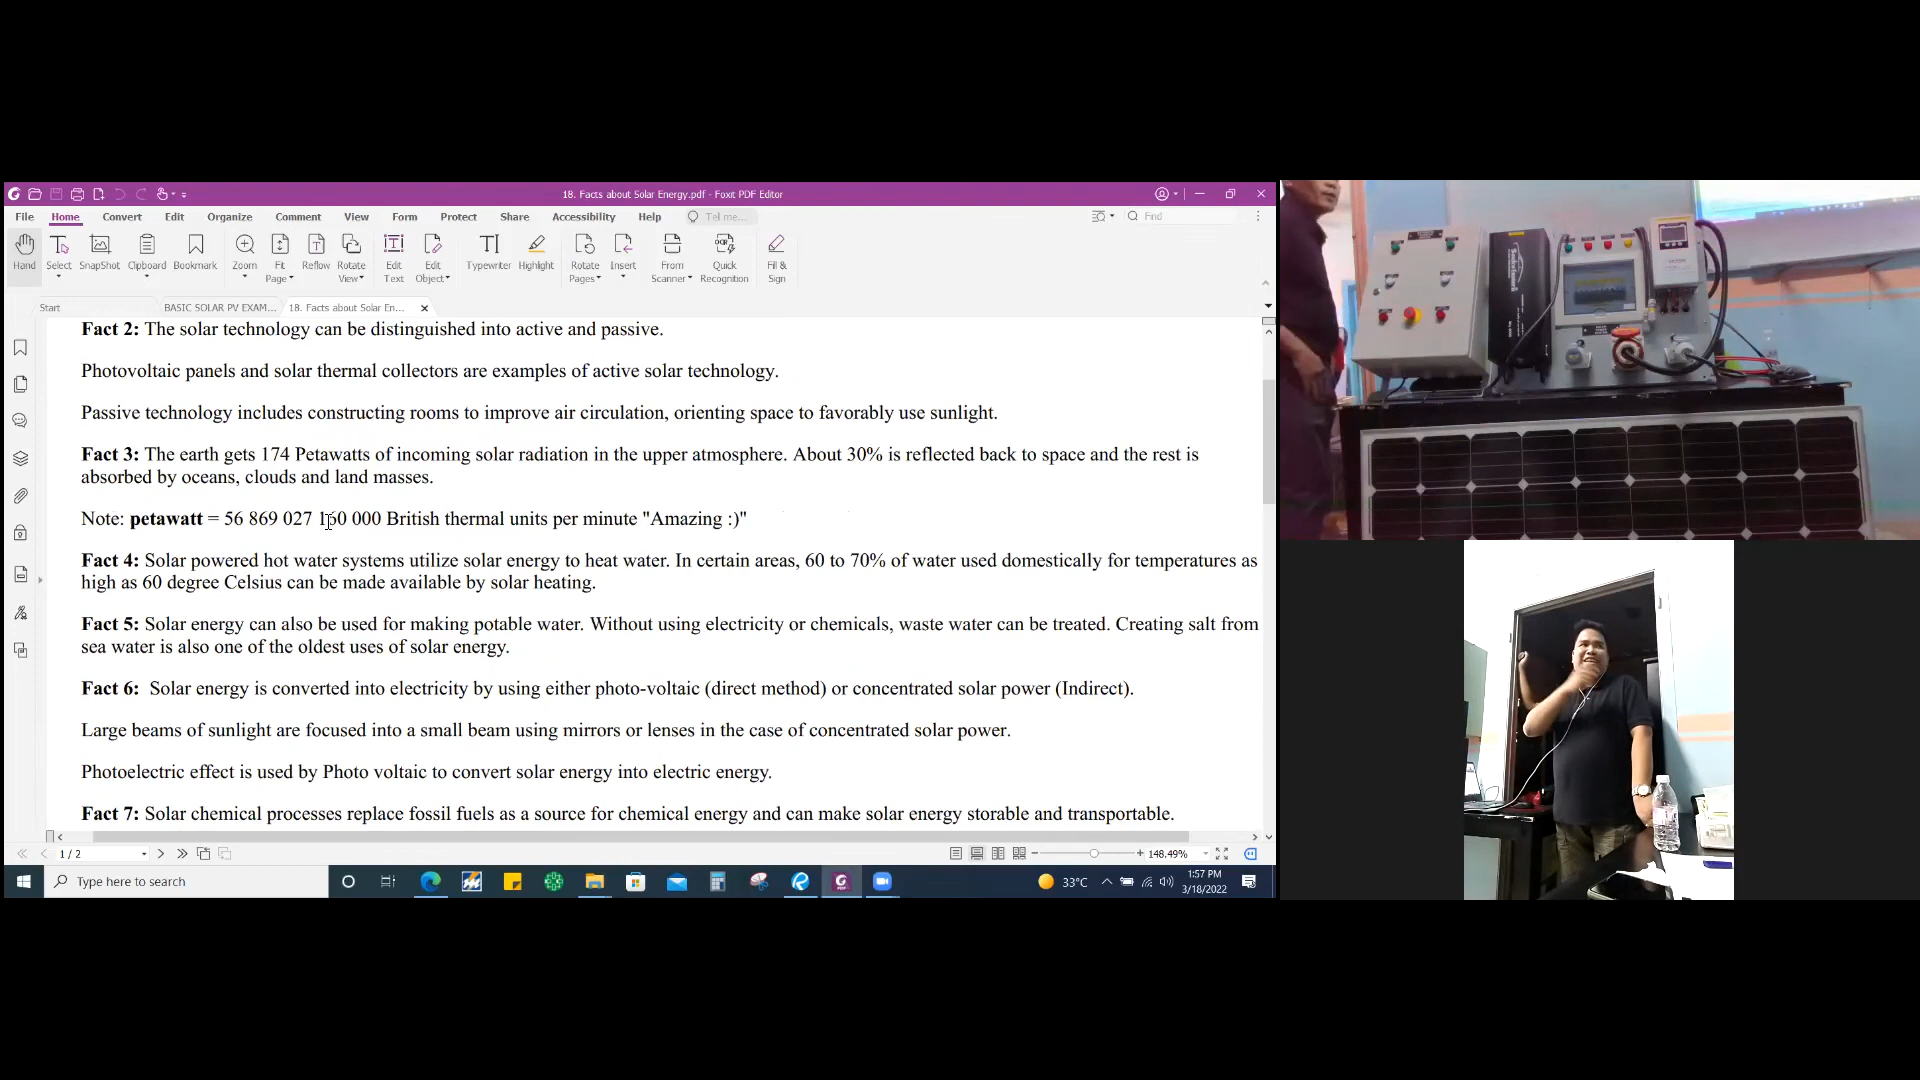 18. Facts about Solar Energy.pdf - Foxit PDF Editor
File Home Convert Edit Organize Comment View Form Protect Share Accessibility Help Tell me... Find
Hand Select SnapShot Clipboard Bookmark Zoom Fit Page Reflow Rotate View Edit Text Edit Object Typewriter Highlight Rotate Pages Insert From Scanner Quick Recognition Fill & Sign
Start BASIC SOLAR PV EXAM... 18. Facts about Solar En...
Fact 2: The solar technology can be distinguished into active and passive.
Photovoltaic panels and solar thermal collectors are examples of active solar technology.
Passive technology includes constructing rooms to improve air circulation, orienting space to favorably use sunlight.
Fact 3: The earth gets 174 Petawatts of incoming solar radiation in the upper atmosphere. About 30% is reflected back to space and the rest is
absorbed by oceans, clouds and land masses.
Note: petawatt = 56 869 027 160 000 British thermal units per minute "Amazing :)"
Fact 4: Solar powered hot water systems utilize solar energy to heat water. In certain areas, 60 to 70% of water used domestically for temperatures as
high as 60 degree Celsius can be made available by solar heating.
Fact 5: Solar energy can also be used for making potable water. Without using electricity or chemicals, waste water can be treated. Creating salt from
sea water is also one of the oldest uses of solar energy.
Fact 6: Solar energy is converted into electricity by using either photo-voltaic (direct method) or concentrated solar power (Indirect).
Large beams of sunlight are focused into a small beam using mirrors or lenses in the case of concentrated solar power.
Photoelectric effect is used by Photo voltaic to convert solar energy into electric energy.
Fact 7: Solar chemical processes replace fossil fuels as a source for chemical energy and can make solar energy storable and transportable.
1 / 2 148.49%
Type here to search 33°C 1:57 PM
3/18/2022